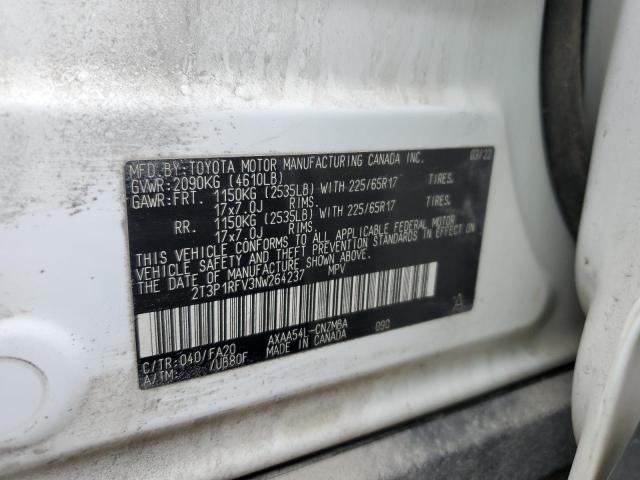 MFD.BY:TOYOTA MOTOR MANUFACTURING CANADA INC. 03/22
GVWR:2090KG (4610LB)
GAWR:FRT. 1150KG (2535LB) WITH 225/65R17 TIRES.
17x7.0J RIMS.
RR. 1150KG (2535LB) WITH 225/65R17 TIRES.
17x7.0J RIMS.
THIS VEHICLE CONFORMS TO ALL APPLICABLE FEDERAL MOTOR
VEHICLE SAFETY AND THEFT PREVENTION STANDARDS IN EFFECT ON
THE DATE OF MANUFACTURE SHOWN ABOVE.
2T3P1RFV3NW264237 MPV
C/TR:040/FA20 AXAA54L-CNZMBA 090
A/TM: /UB80F MADE IN CANADA A